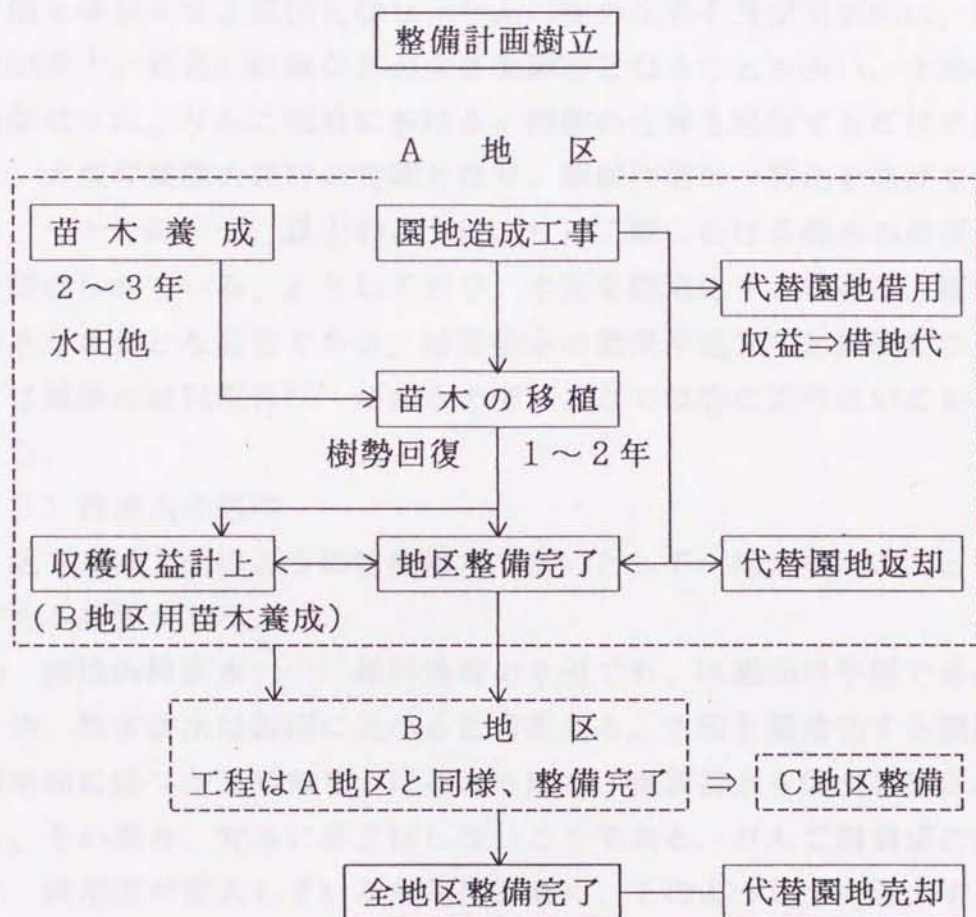 整備計画樹立
A 地 区
苗 木 養 成
園地造成工事
2～3年
代替園地借用
水田他
収益⇒借地代
苗木の移植
樹勢回復 1～2年
収穫収益計上
地区整備完了
代替園地返却
（B地区用苗木養成）
B 地 区
工程はA地区と同様、整備完了
⇒
C地区整備
全地区整備完了
代替園地売却